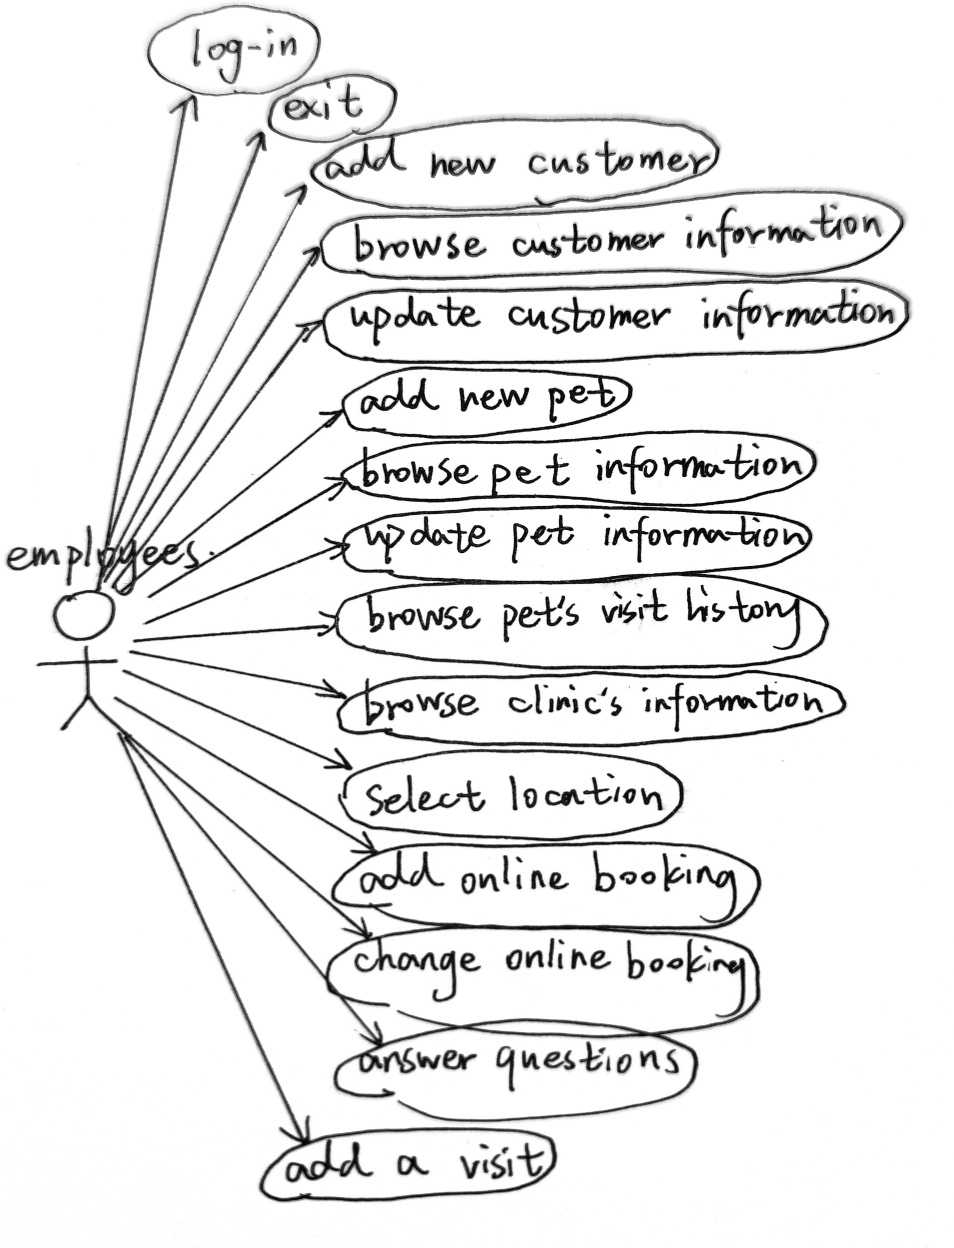 log-in
exit
add new customer
browse customer information
update customer information
add new pet
browse pet information
employees.
update pet information
browse pet's visit history
browse clinic's information
select location
add online booking
change online booking
answer questions
add a visit